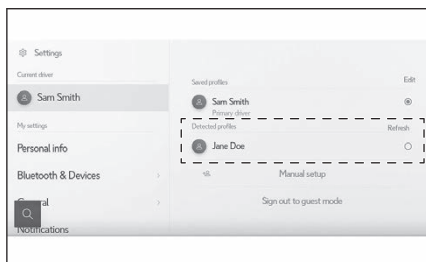 Settings
Current driver
Sam Smith
My settings
Personal info
Bluetooth & Devices
General
Notifications
Saved profiles
Edit
Sam Smith
Primary driver
Detected profiles
Refresh
Jane Doe
Manual setup
Sign out to guest mode